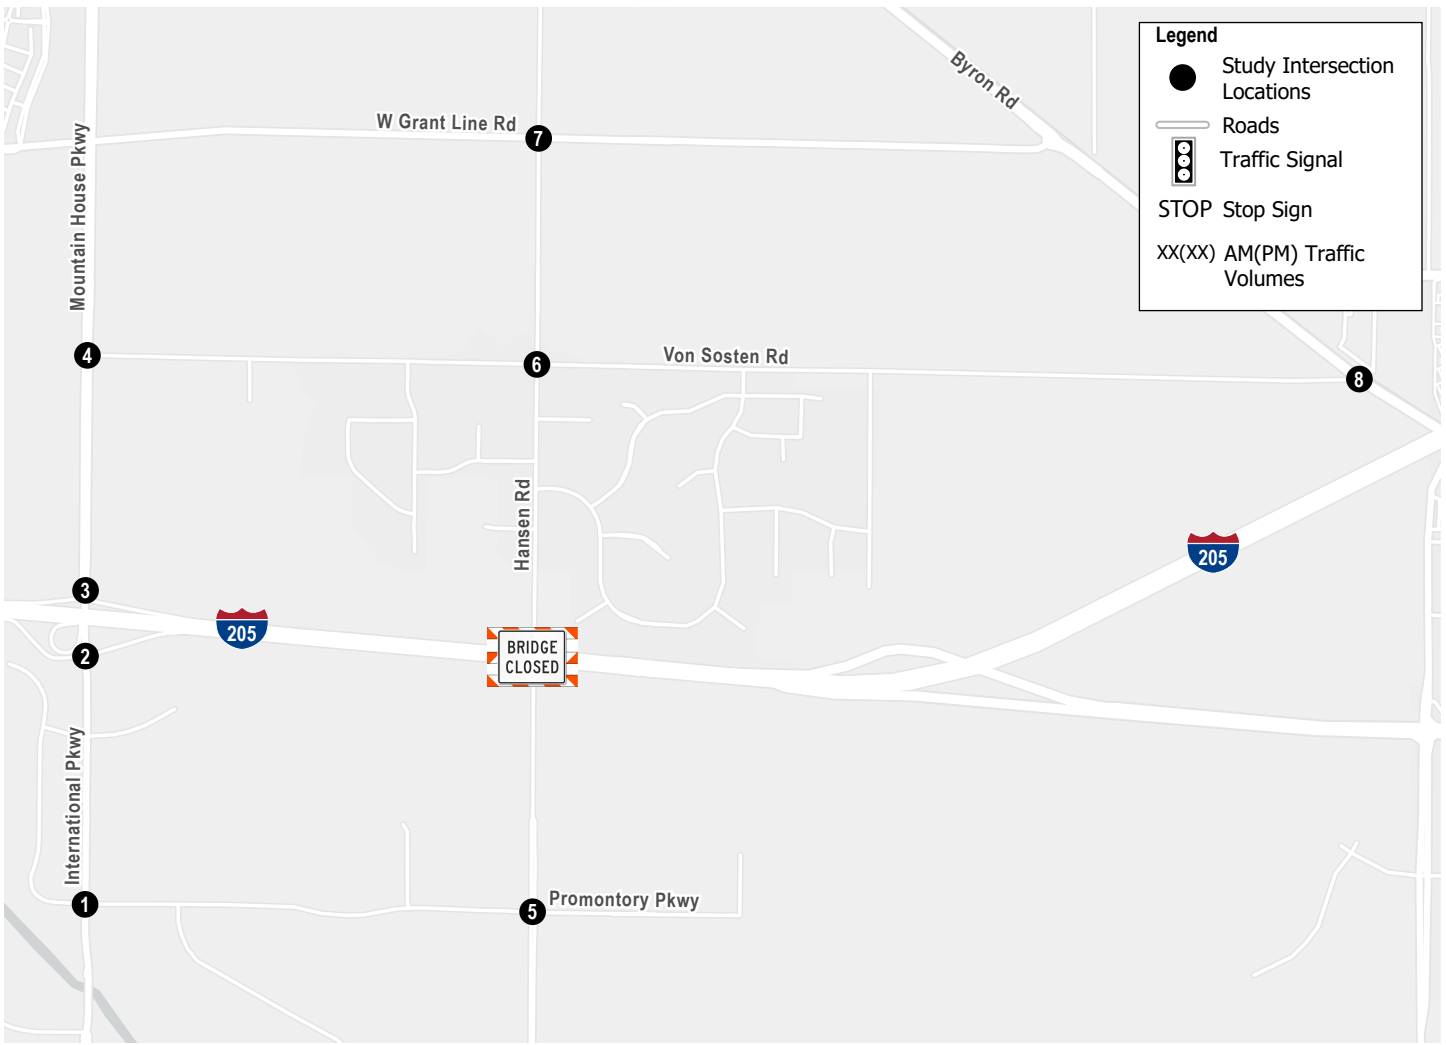 Legend
Study Intersection
Locations
Roads
Traffic Signal
STOP Stop Sign
XX(XX) AM(PM) Traffic
Volumes
Byron Rd
W Grant Line Rd
7
Mountain House Pkwy
4
6
Von Sosten Rd
8
Hansen Rd
205
3
205
2
BRIDGE
CLOSED
International Pkwy
1
5
Promontory Pkwy